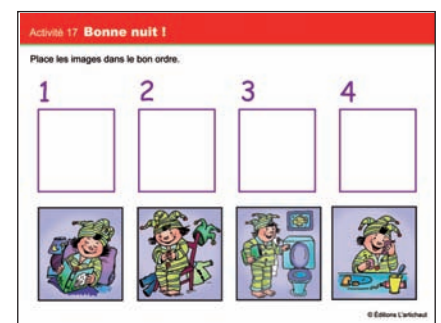 Activité 17 Bonne nuit !
Place les images dans le bon ordre.
1 2 3 4
© Éditions L'artichaut